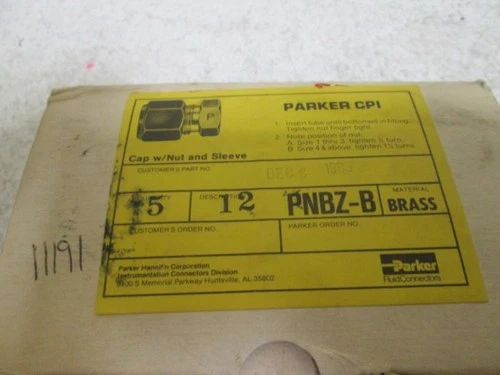 PARKER CPI
1. Insert tube until bottomed in fitting.
Tighten nut finger tight.
2. Note position of nut.
A. Size 1 thru 3, tighten ¾ turn.
B. Size 4 & above, tighten 1¼ turns
P
Cap w/Nut and Sleeve
CUSTOMER'S PART NO.
MATERIAL
5 12 PNBZ-B BRASS
CUSTOMER'S ORDER NO. PARKER ORDER NO.
11191
Parker Hannifin Corporation
Instrumentation Connectors Division
9400 S Memorial Parkway Huntsville, AL 35802
Parker
FluidConnectors